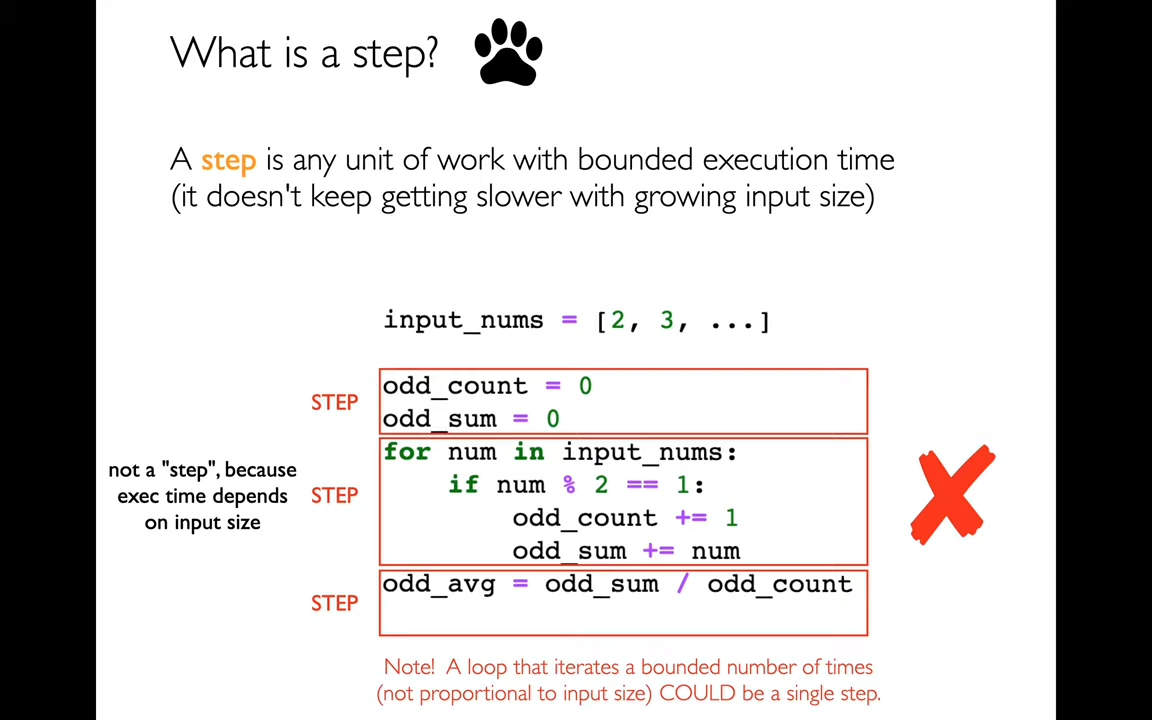 What is a step?
A step is any unit of work with bounded execution time
(it doesn't keep getting slower with growing input size)
input_nums = [2, 3, ...]
STEP
odd_count = 0
odd_sum = 0
not a "step", because
exec time depends
on input size
STEP
for num in input_nums:
    if num % 2 == 1:
        odd_count += 1
        odd_sum += num
STEP
odd_avg = odd_sum / odd_count
Note!  A loop that iterates a bounded number of times
(not proportional to input size) COULD be a single step.